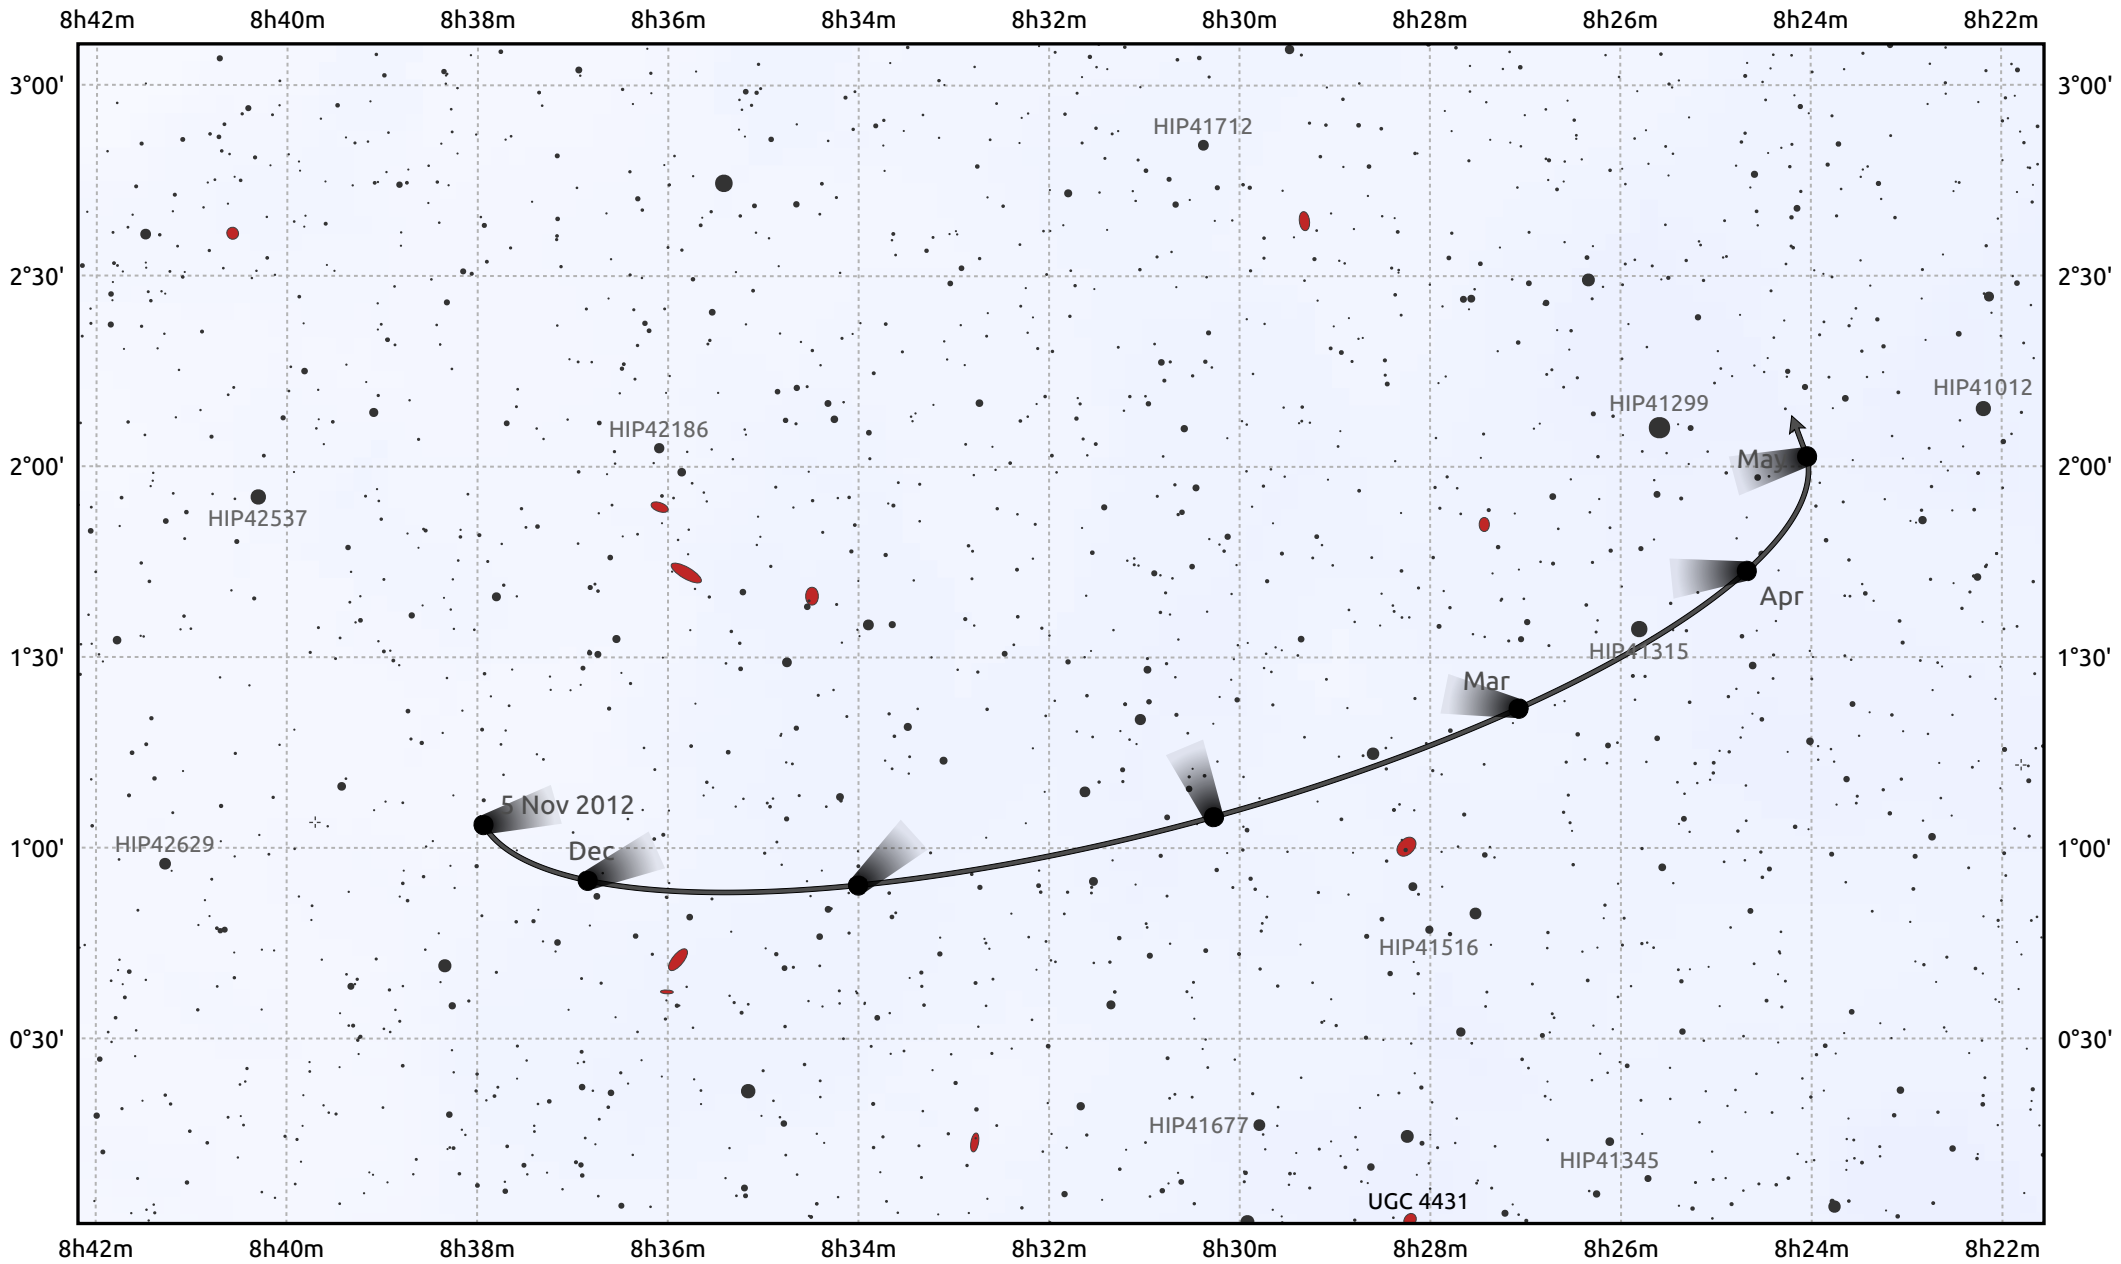 8h42m 8h40m 8h38m 8h36m 8h34m 8h32m 8h30m 8h28m 8h26m 8h24m 8h22m
3°00' 3°00'
HIP41712
2°30' 2°30'
HIP41012
HIP41299
HIP42186
2°00' May 2°00'
HIP42537
Apr
1°30' HIP41315 1°30'
Mar
5 Nov 2012
HIP42629 Dec 1°00' 1°00'
HIP41516
0°30' 0°30'
HIP41677
HIP41345
UGC 4431
8h42m 8h40m 8h38m 8h36m 8h34m 8h32m 8h30m 8h28m 8h26m 8h24m 8h22m